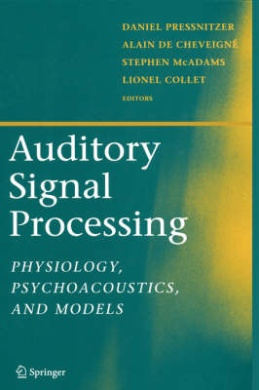 DANIEL PRESSNITZER
ALAIN DE CHEVEIGNÉ
STEPHEN McADAMS
LIONEL COLLET
EDITORS
Auditory
Signal
Processing
PHYSIOLOGY,
PSYCHOACOUSTICS,
AND MODELS
Springer